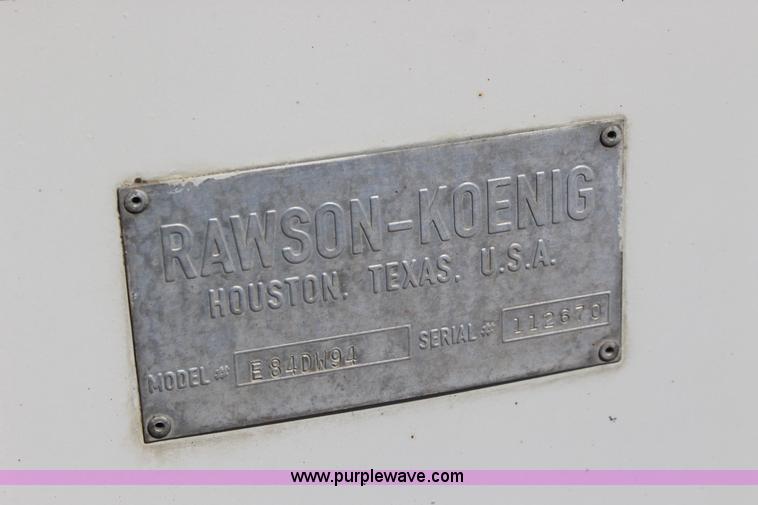 RAWSON-KOENIG
HOUSTON, TEXAS, U.S.A.
MODEL # E84DW94 SERIAL # 112670
www.purplewave.com